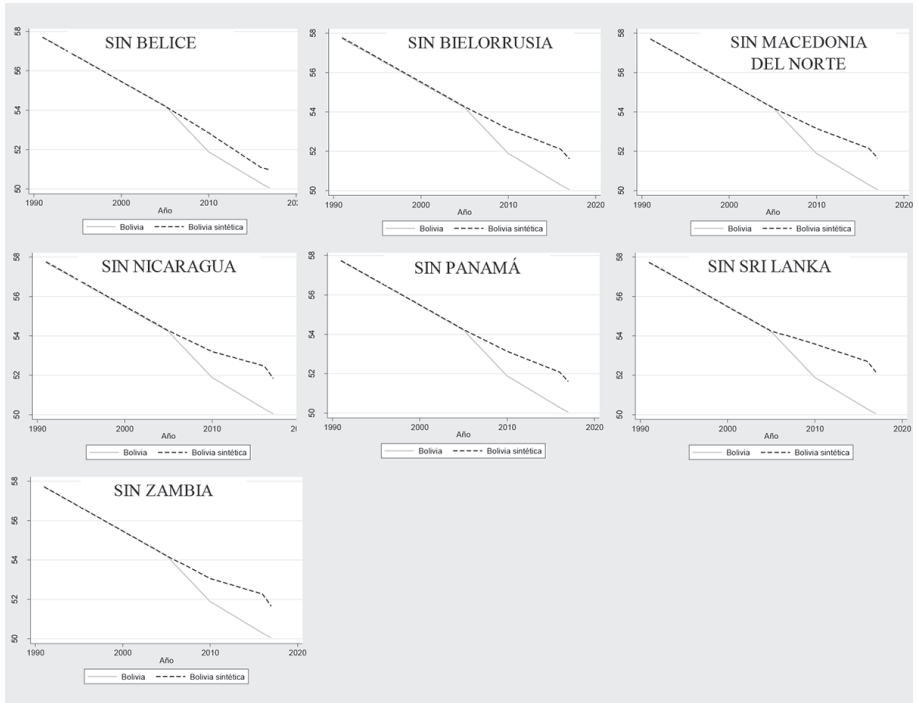 SIN BELICE
58
56
54
52
50
1990
2000
2010
Año
Bolivia
Bolivia sintética
SIN BIELORRUSIA
58
56
54
52
50
1990
2000
2010
2020
Año
Bolivia
Bolivia sintética
SIN MACEDONIA
DEL NORTE
58
56
54
52
50
1990
2000
2010
2020
Año
Bolivia
Bolivia sintética
SIN NICARAGUA
58
56
54
52
50
1990
2000
2010
Año
Bolivia
Bolivia sintética
SIN PANAMÁ
58
56
54
52
50
1990
2000
2010
2020
Año
Bolivia
Bolivia sintética
SIN SRI LANKA
58
56
54
52
50
1990
2000
2010
2020
Año
Bolivia
Bolivia sintética
SIN ZAMBIA
58
56
54
52
50
1990
2000
2010
2020
Año
Bolivia
Bolivia sintética